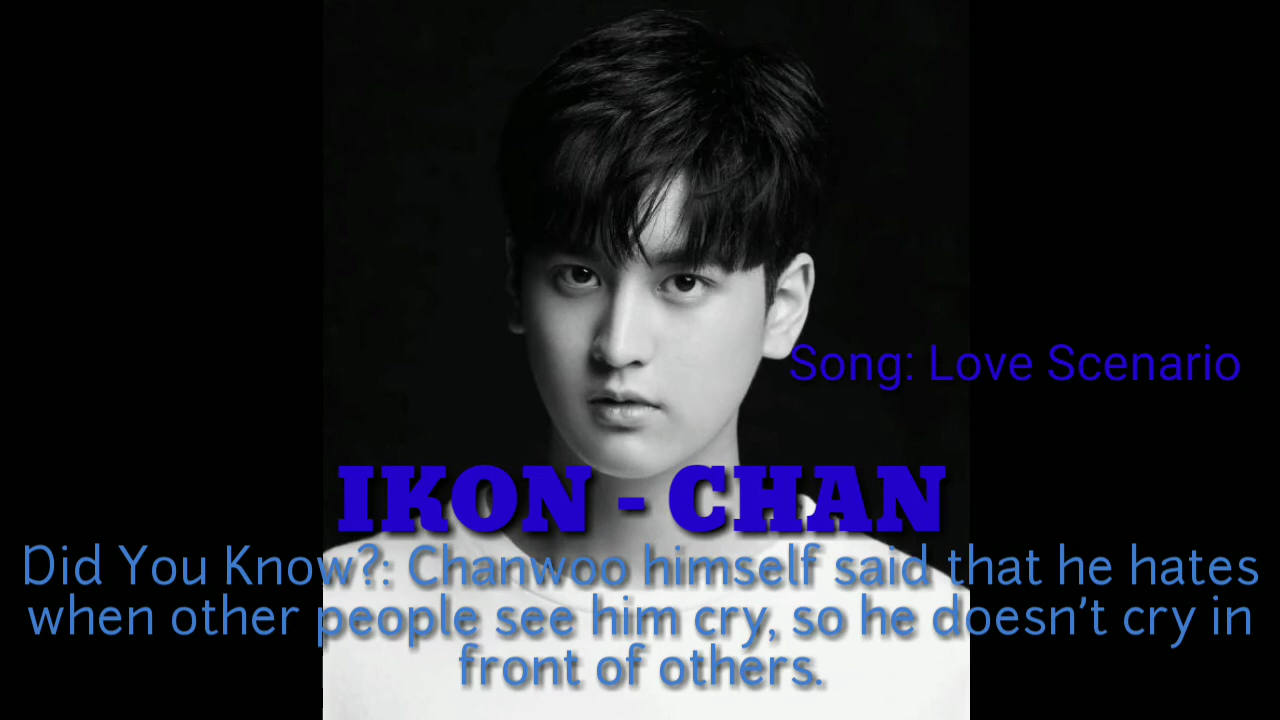 Song: Love Scenario
IKON - CHAN
Did You Know?: Chanwoo himself said that he hates
when other people see him cry, so he doesn't cry in
front of others.